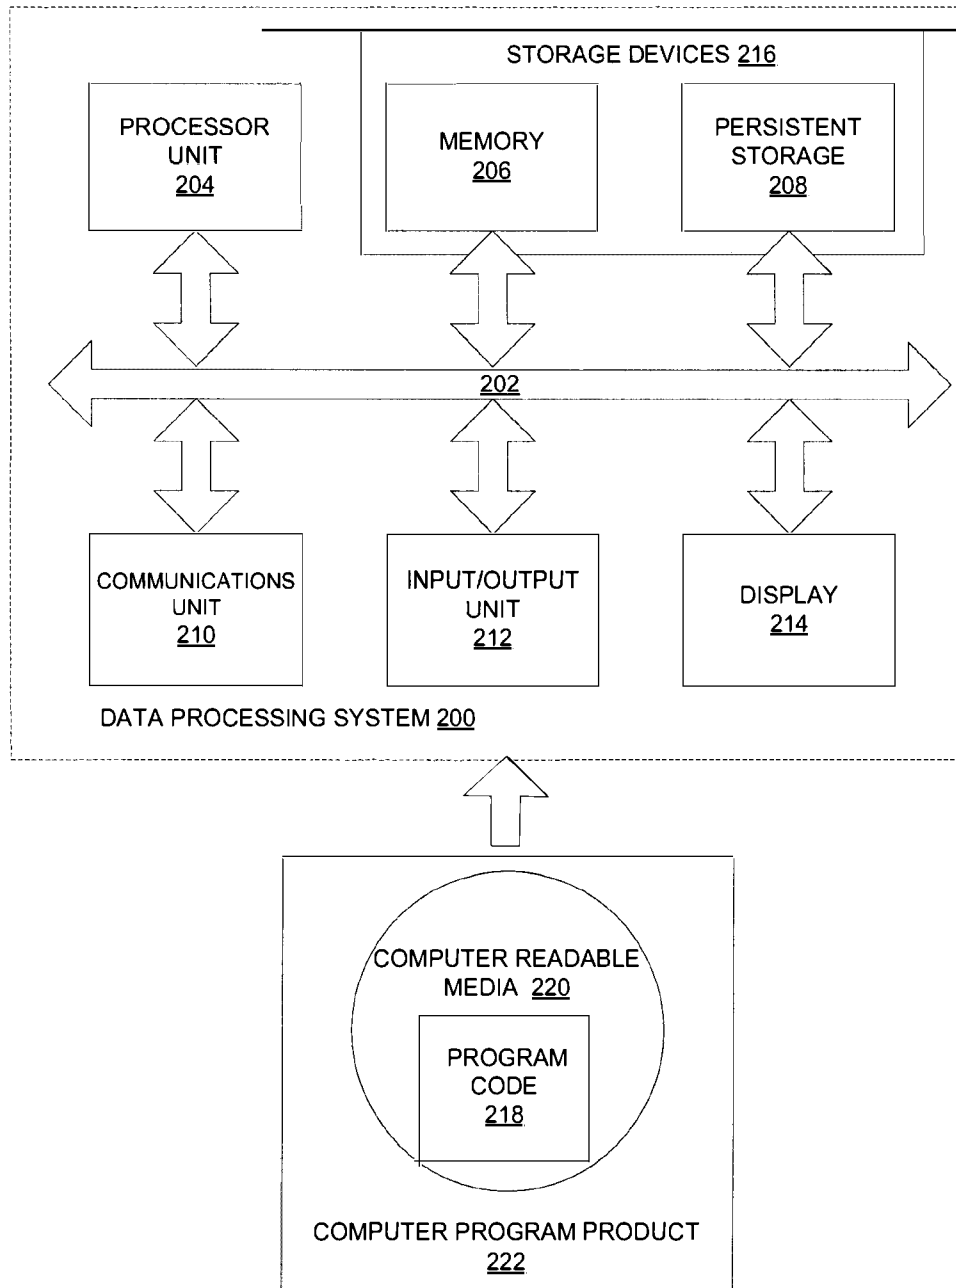 STORAGE DEVICES 216
PROCESSOR
UNIT
204
MEMORY
206
PERSISTENT
STORAGE
208
202
COMMUNICATIONS
UNIT
210
INPUT/OUTPUT
UNIT
212
DISPLAY
214
DATA PROCESSING SYSTEM 200
COMPUTER READABLE
MEDIA 220
PROGRAM
CODE
218
COMPUTER PROGRAM PRODUCT
222